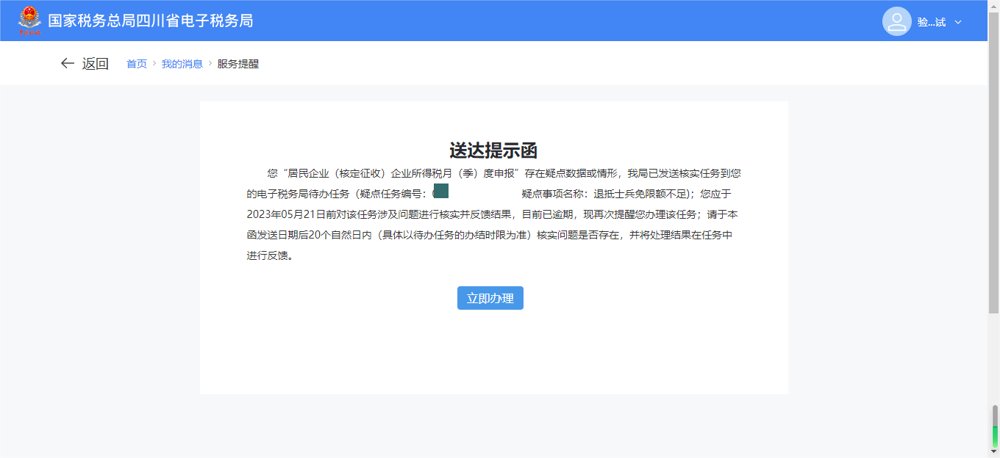 国家税务总局四川省电子税务局
验...试
返回 首页 > 我的消息 > 服务提醒
送达提示函
您“居民企业（核定征收）企业所得税月（季）度申报”存在疑点数据或情形，我局已发送核实任务到您
的电子税务局待办任务（疑点任务编号： 疑点事项名称：退抵士兵免限额不足)；您应于
2023年05月21日前对该任务涉及问题进行核实并反馈结果，目前已逾期，现再次提醒您办理该任务；请于本
函发送日期后20个自然日内（具体以待办任务的办结时限为准）核实问题是否存在，并将处理结果在任务中
进行反馈。
立即办理